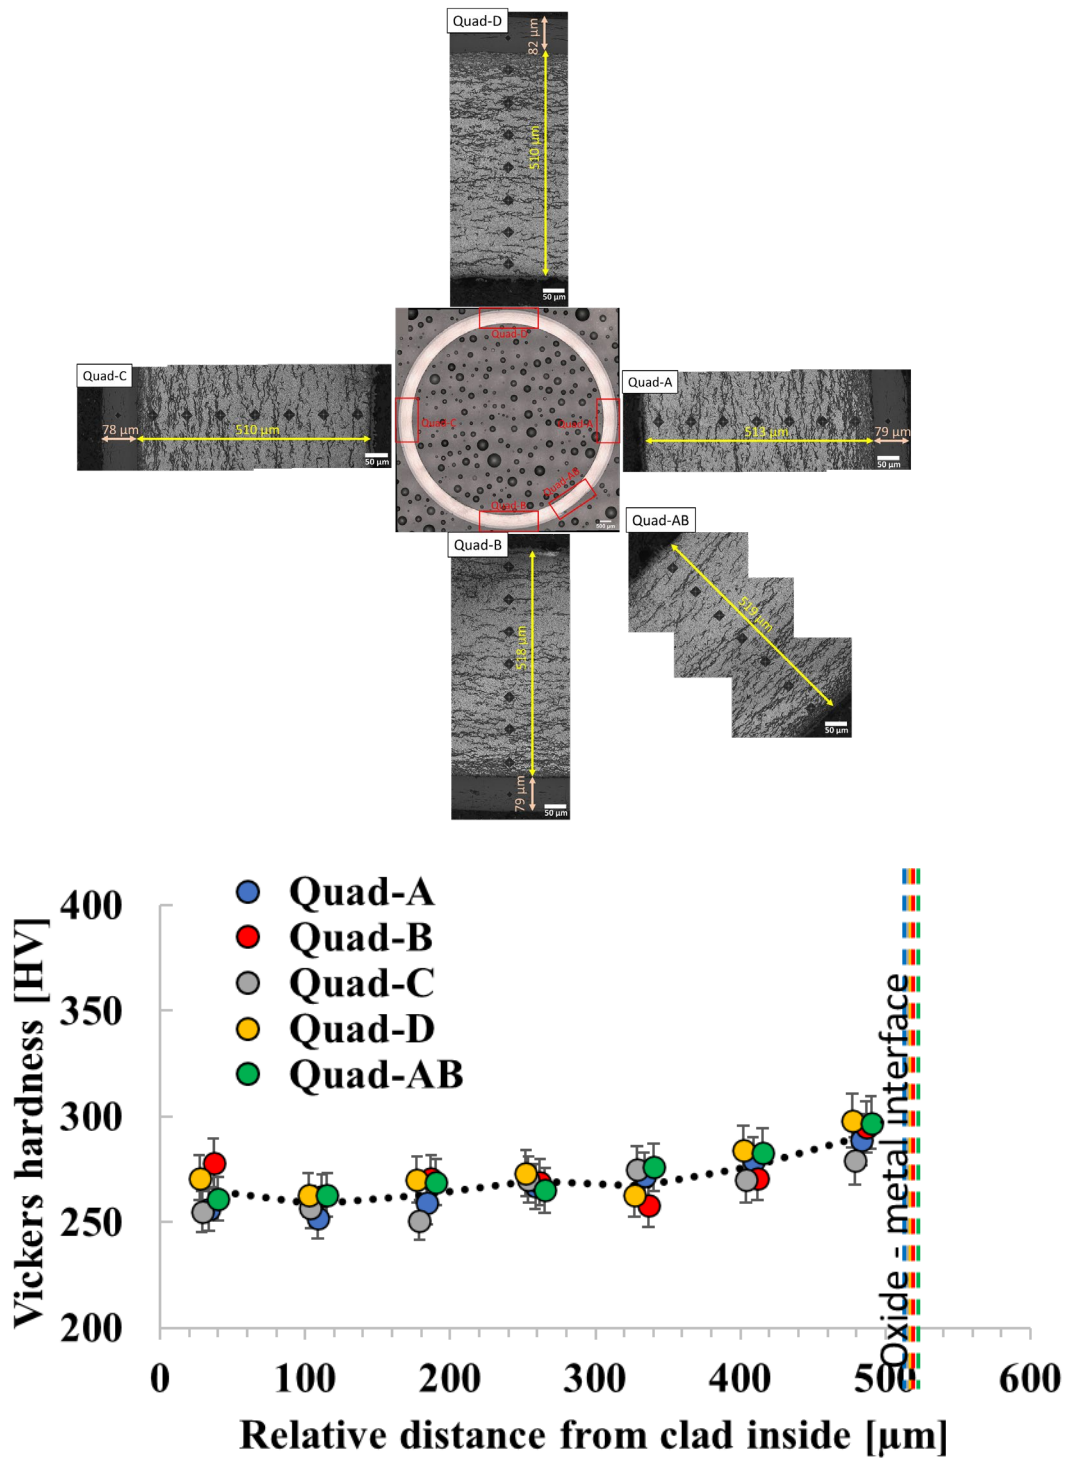 Quad-D
82 µm
510 µm
50 µm
Quad-C
78 µm
510 µm
50 µm
Quad-D
Quad-C
Quad-A
Quad-AB
Quad-B
500 µm
Quad-A
513 µm
79 µm
50 µm
Quad-B
518 µm
79 µm
50 µm
Quad-AB
519 µm
50 µm
Vickers hardness [HV]
400
350
300
250
200
Quad-A
Quad-B
Quad-C
Quad-D
Quad-AB
Oxide - metal interface
0 100 200 300 400 500 600
Relative distance from clad inside [µm]